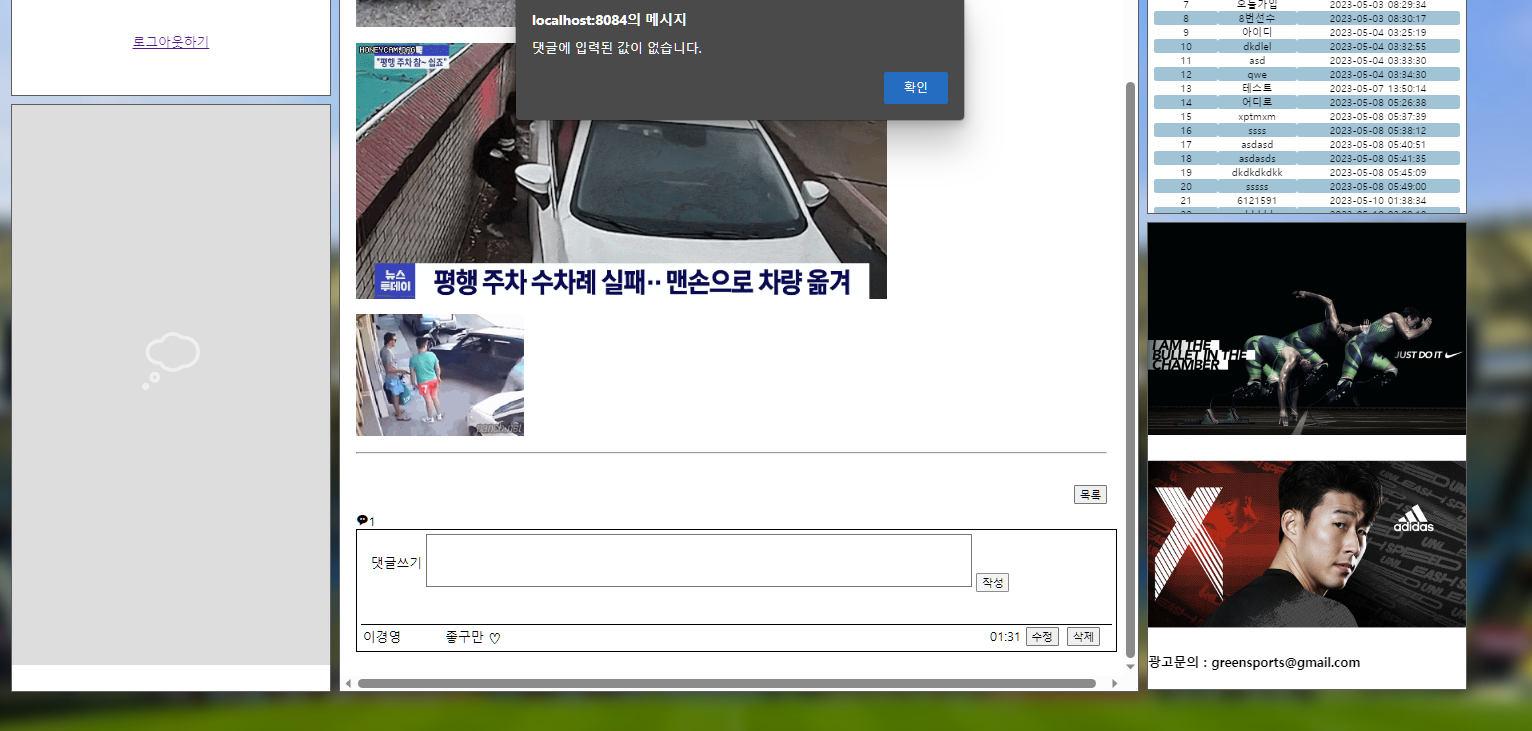 로그아웃하기
HONEYCAM
"평행 주차 참~ 쉽죠"
뉴스
투데이
평행 주차 수차례 실패‥ 맨손으로 차량 옮겨
localhost:8084의 메시지
댓글에 입력된 값이 없습니다.
확인
목록
1
댓글쓰기
작성
이경영 좋구만 ♡ 01:31 수정 삭제
7 오늘가입 2023-05-03 08:29:34
8 8번선수 2023-05-03 08:30:17
9 아이디 2023-05-04 03:25:19
10 dkdlel 2023-05-04 03:32:55
11 asd 2023-05-04 03:33:30
12 qwe 2023-05-04 03:34:30
13 테스트 2023-05-07 13:50:14
14 어디로 2023-05-08 05:26:38
15 xptmxm 2023-05-08 05:37:39
16 ssss 2023-05-08 05:38:12
17 asdasd 2023-05-08 05:40:51
18 asdasds 2023-05-08 05:41:35
19 dkdkdkdkk 2023-05-08 05:45:09
20 sssss 2023-05-08 05:49:00
21 6121591 2023-05-10 01:38:34
I AM THE
BULLET IN THE
CHAMBER
JUST DO IT
X
adidas
광고문의 : greensports@gmail.com